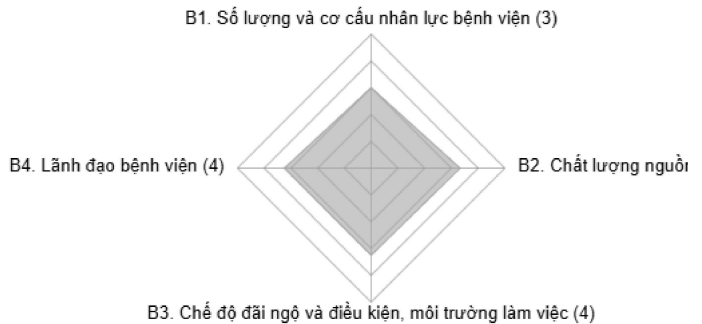 B1. Số lượng và cơ cấu nhân lực bệnh viện (3)
B4. Lãnh đạo bệnh viện (4)
B2. Chất lượng nguồn
B3. Chế độ đãi ngộ và điều kiện, môi trường làm việc (4)